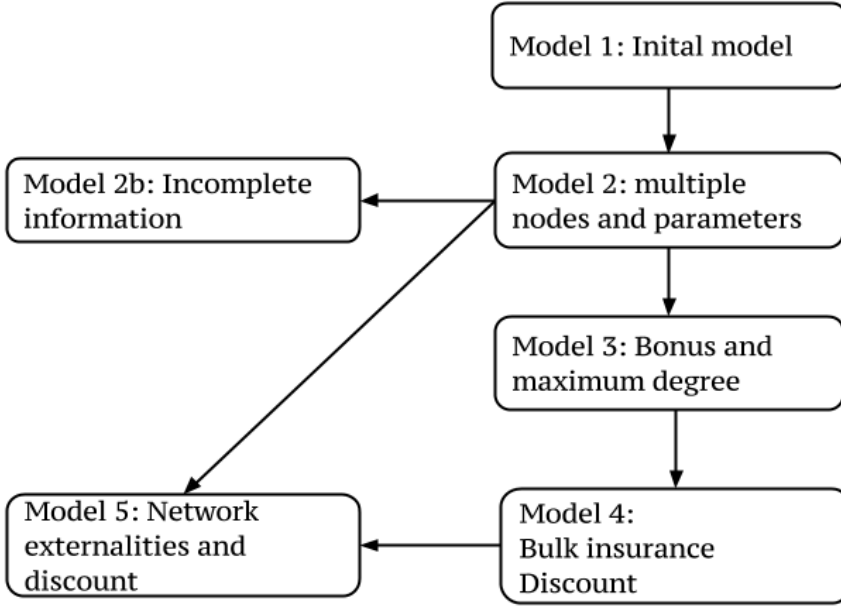 Model 1: Inital model
Model 2b: Incomplete
information
Model 2: multiple
nodes and parameters
Model 3: Bonus and
maximum degree
Model 5: Network
externalities and
discount
Model 4:
Bulk insurance
Discount